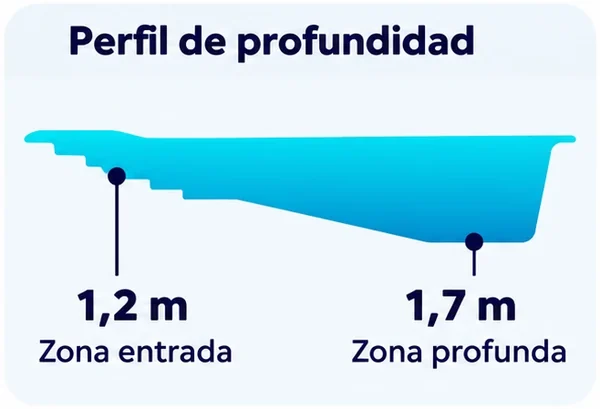 Perfil de profundidad
1,2 m
Zona entrada
1,7 m
Zona profunda